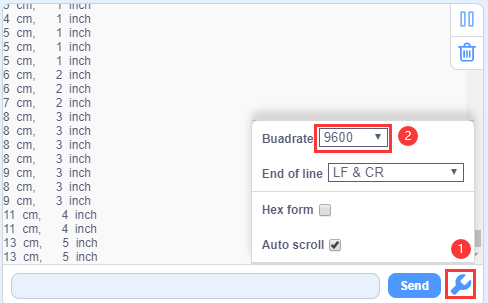 cm, 1 inch
4 cm, 1 inch
5 cm, 1 inch
5 cm, 1 inch
5 cm, 1 inch
6 cm, 2 inch
6 cm, 2 inch
7 cm, 2 inch
8 cm, 3 inch
8 cm, 3 inch
8 cm, 3 inch
8 cm, 3 inch
9 cm, 3 inch
8 cm, 3 inch
9 cm, 3 inch
11 cm, 4 inch
11 cm, 4 inch
13 cm, 5 inch
13 cm, 5 inch
Buadrate 9600 2
End of line LF & CR
Hex form
Auto scroll
1
Send